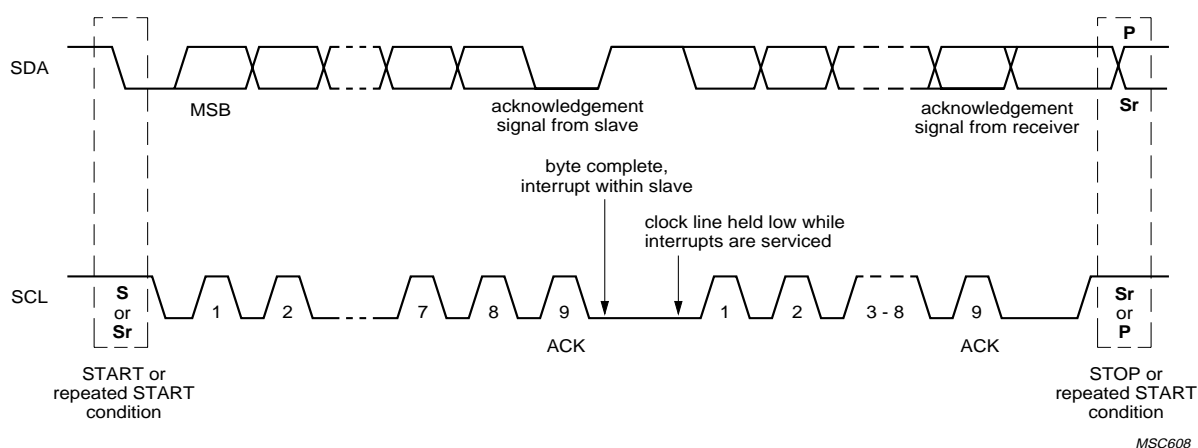 P
SDA
MSB
acknowledgement
signal from slave
acknowledgement
signal from receiver
Sr
byte complete,
interrupt within slave
clock line held low while
interrupts are serviced
SCL
S
or
Sr
1
2
7
8
9
1
2
3 - 8
9
Sr
or
P
ACK
ACK
START or
repeated START
condition
STOP or
repeated START
condition
MSC608